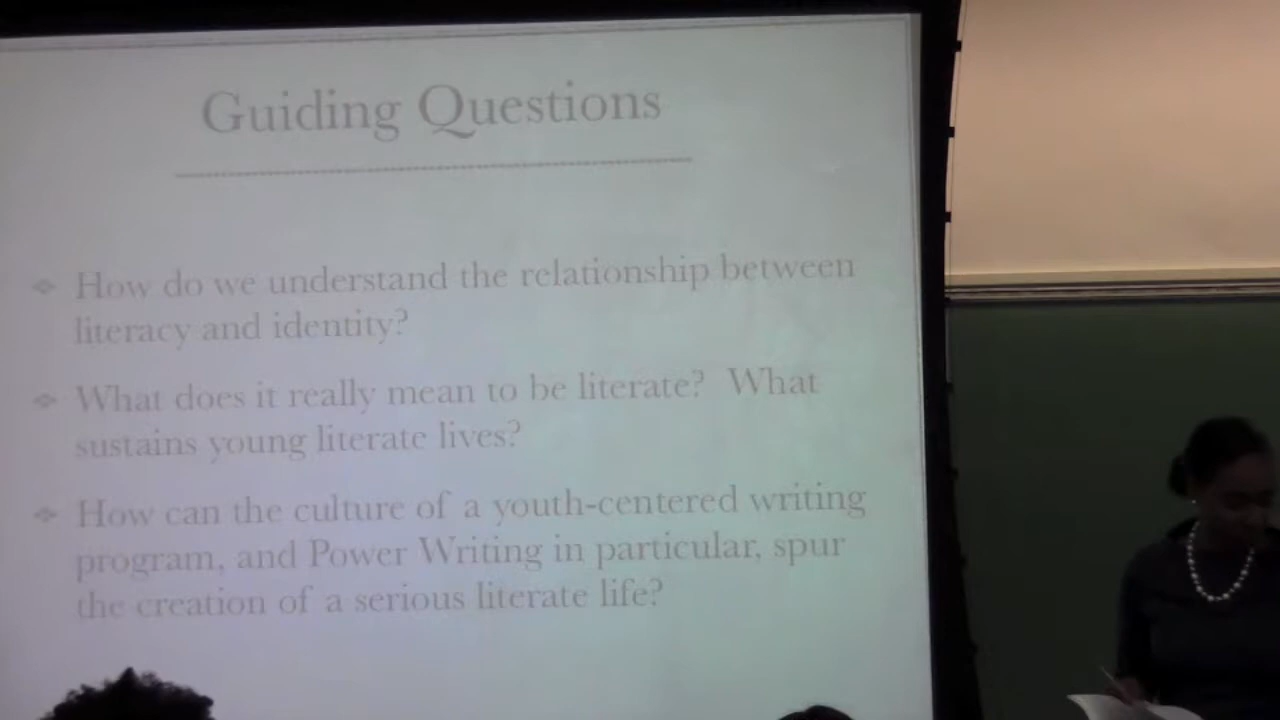 Guiding Questions
How do we understand the relationship between
literacy and identity?
What does it really mean to be literate? What
sustains young literate lives?
How can the culture of a youth-centered writing
program, and Power Writing in particular, spur
the creation of a serious literate life?